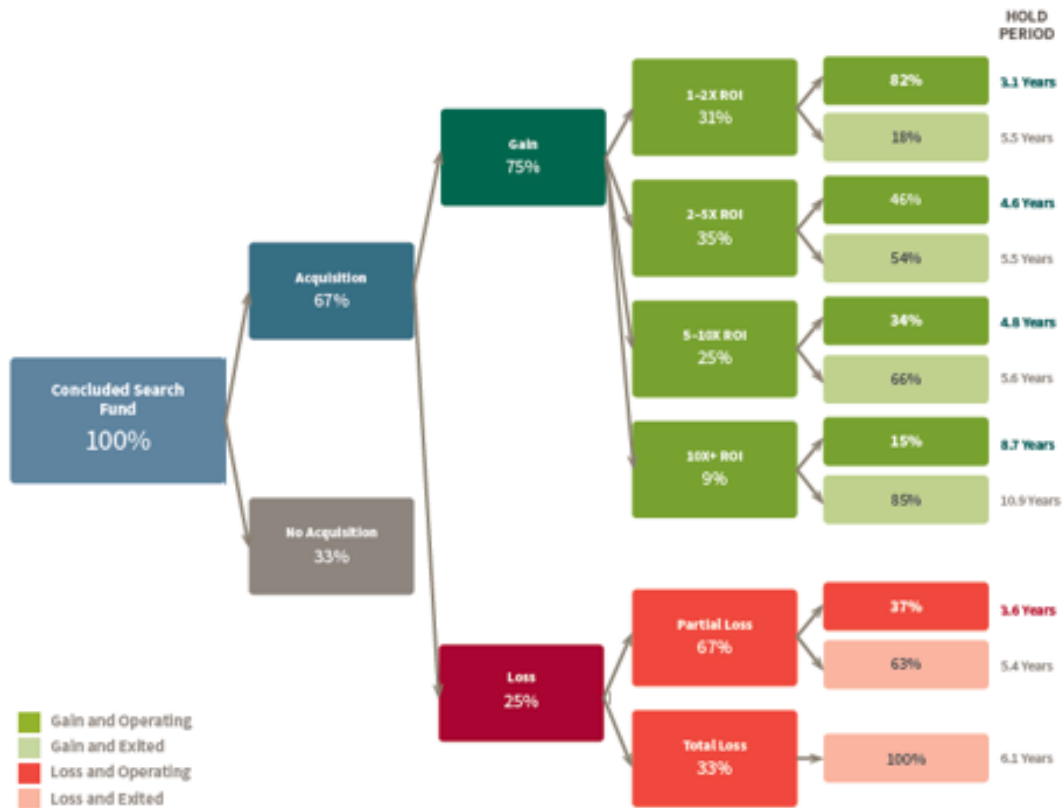 HOLD
PERIOD
1-2X ROI
31%
82%
3.1 Years
18%
5.5 Years
Gain
75%
2-5X ROI
35%
46%
4.6 Years
54%
5.5 Years
Acquisition
67%
5-10X ROI
25%
34%
4.8 Years
66%
5.6 Years
Concluded Search
Fund
100%
10X+ ROI
9%
15%
8.7 Years
85%
10.9 Years
No Acquisition
33%
Partial Loss
67%
37%
3.6 Years
63%
5.4 Years
Loss
25%
Total Loss
33%
100%
6.1 Years
Gain and Operating
Gain and Exited
Loss and Operating
Loss and Exited